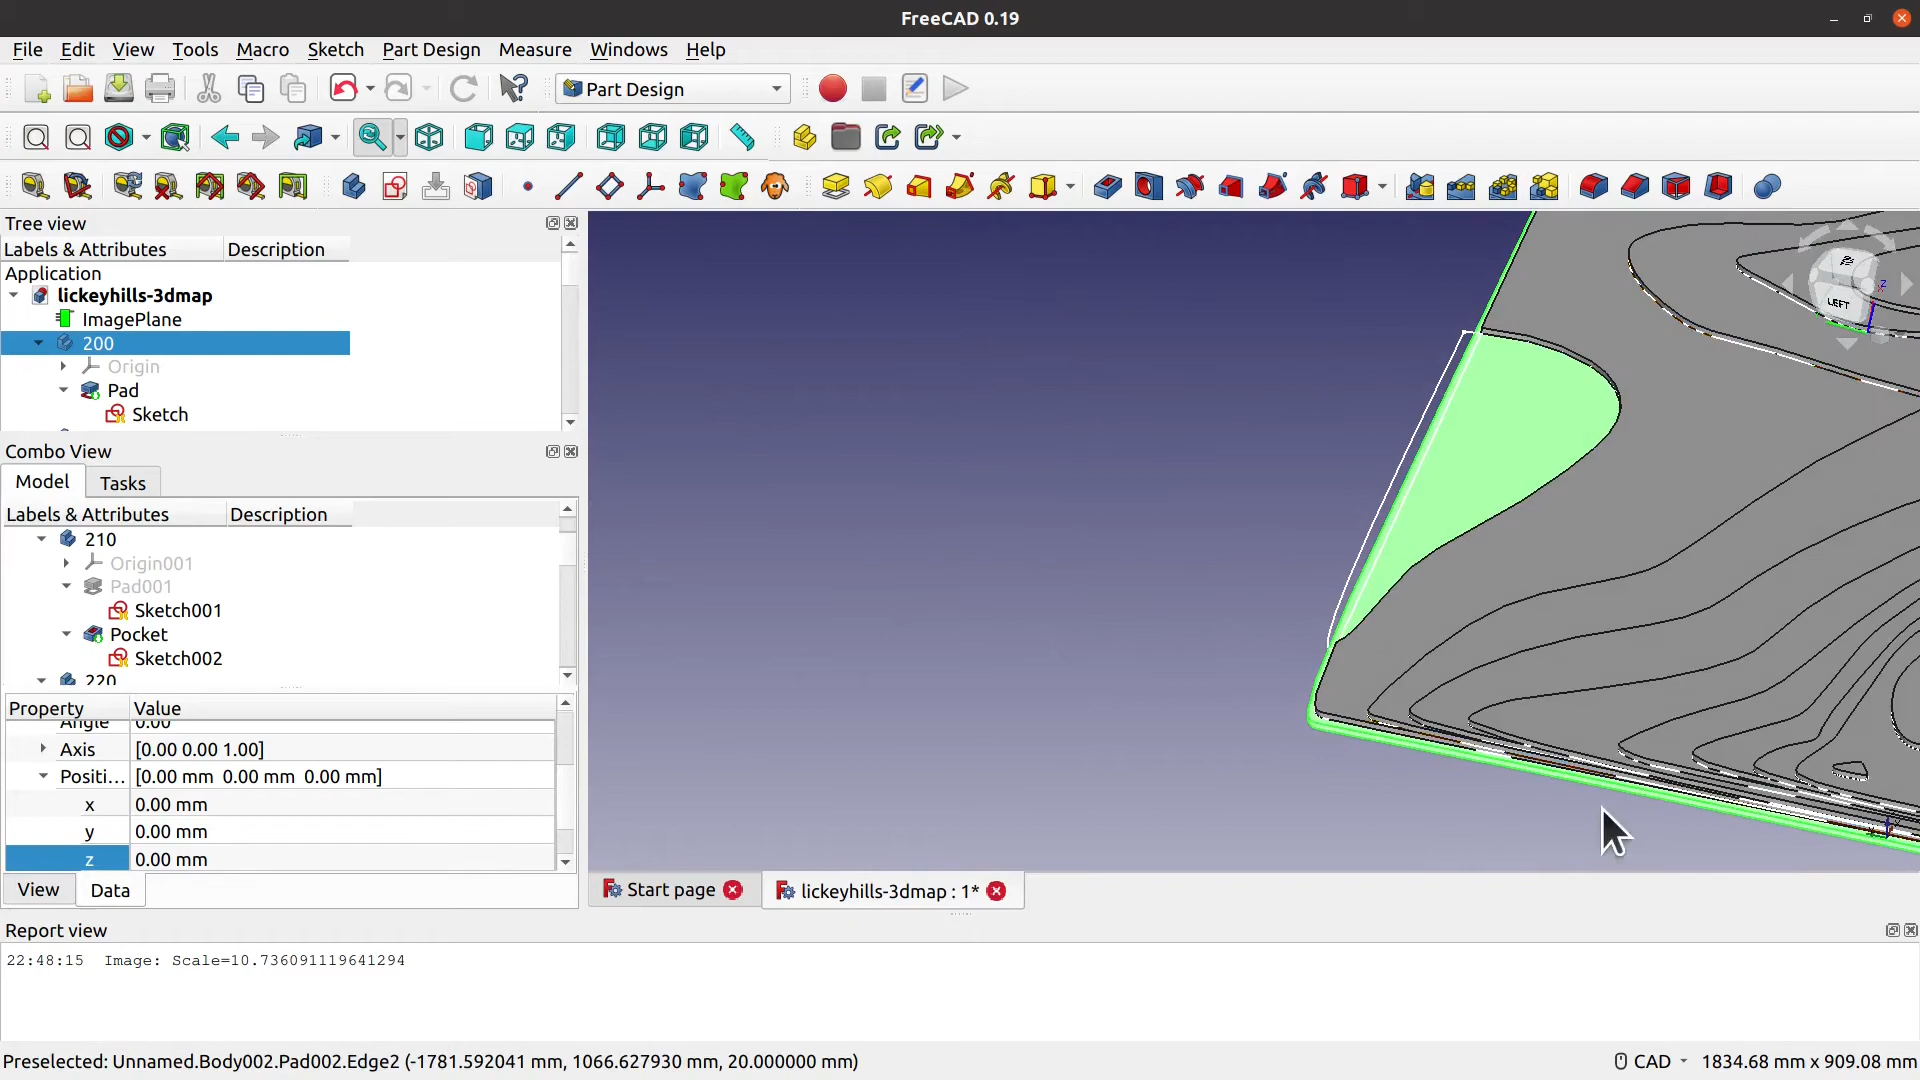 FreeCAD 0.19
File Edit View Tools Macro Sketch Part Design Measure Windows Help
Part Design
Tree view
Labels & Attributes Description
Application
lickeyhills-3dmap
ImagePlane
200
Origin
Pad
Sketch
Combo View
Model Tasks
Labels & Attributes Description
210
Origin001
Pad001
Sketch001
Pocket
Sketch002
220
Property Value
Angle 0.00
Axis [0.00 0.00 1.00]
Positi... [0.00 mm 0.00 mm 0.00 mm]
x 0.00 mm
y 0.00 mm
z 0.00 mm
View Data
LEFT
Z
Start page lickeyhills-3dmap : 1*
Report view
22:48:15 Image: Scale=10.736091119641294
Preselected: Unnamed.Body002.Pad002.Edge2 (-1781.592041 mm, 1066.627930 mm, 20.000000 mm) CAD 1834.68 mm x 909.08 mm